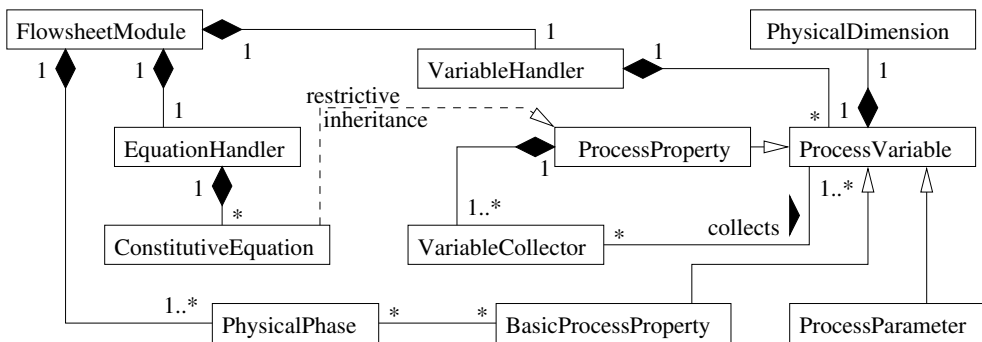 FlowsheetModule
1
1
PhysicalDimension
1
1
VariableHandler
1
1
restrictive
inheritance
*
1
1
EquationHandler
ProcessProperty
ProcessVariable
1
1
1..*
*
1..*
ConstitutiveEquation
VariableCollector
*
collects
1..*
PhysicalPhase
*
*
BasicProcessProperty
ProcessParameter